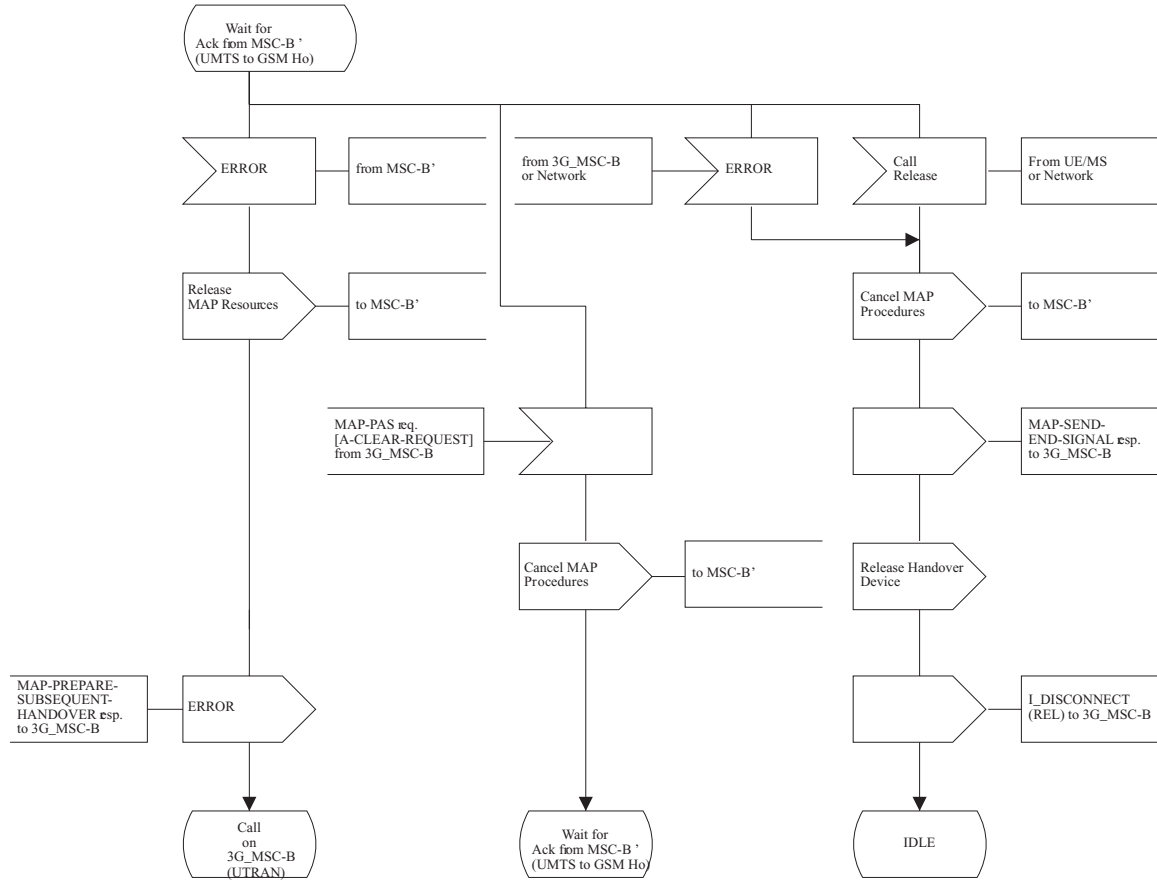 Wait for
Ack from MSC-B ’
(UMTS to GSM Ho)
ERROR
from MSC-B’
from 3G_MSC-B
or Network
ERROR
Call
Release
From UE/MS
or Network
Release
MAP Resources
to MSC-B’
Cancel MAP
Procedures
to MSC-B’
MAP-PAS req.
[A-CLEAR-REQUEST]
from 3G_MSC-B
MAP-SEND-
END-SIGNAL resp.
to 3G_MSC-B
Cancel MAP
Procedures
to MSC-B’
Release Handover
Device
MAP-PREPARE-
SUBSEQUENT-
HANDOVER resp.
to 3G_MSC-B
ERROR
I_DISCONNECT
(REL) to 3G_MSC-B
Call
on
3G_MSC-B
(UTRAN)
Wait for
Ack from MSC-B ’
(UMTS to GSM Ho)
IDLE